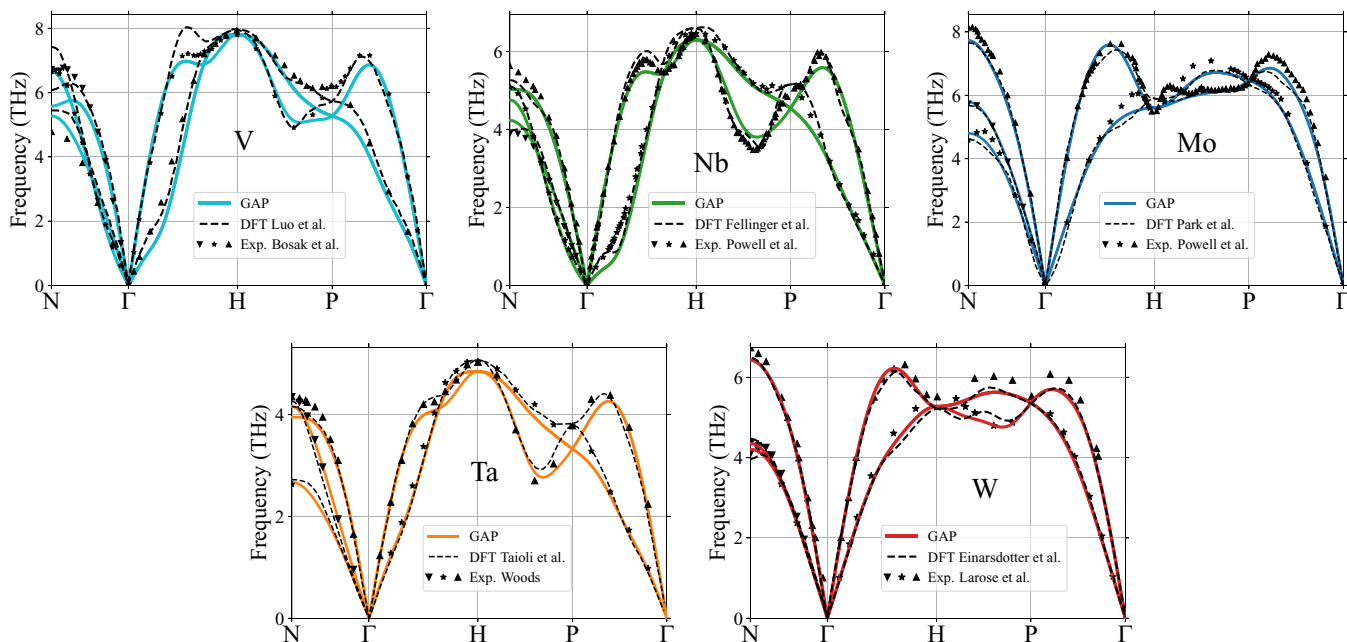 Frequency (THz)
8
6
4
2
0
V
GAP
DFT Luo et al.
Exp. Bosak et al.
N Γ H P Γ
Frequency (THz)
6
4
2
0
Nb
GAP
DFT Fellinger et al.
Exp. Powell et al.
N Γ H P Γ
Frequency (THz)
8
6
4
2
0
Mo
GAP
DFT Park et al.
Exp. Powell et al.
N Γ H P Γ
Frequency (THz)
4
2
0
Ta
GAP
DFT Taioli et al.
Exp. Woods
N Γ H P Γ
Frequency (THz)
6
4
2
0
W
GAP
DFT Einarsdotter et al.
Exp. Larose et al.
N Γ H P Γ